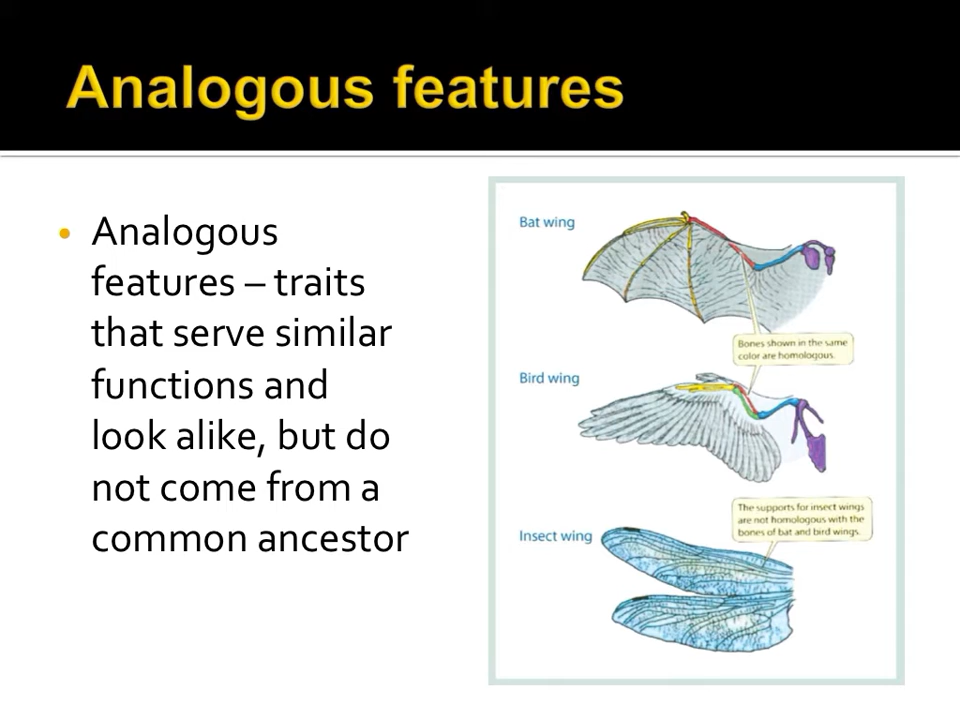 Analogous features
• Analogous
features – traits
that serve similar
functions and
look alike, but do
not come from a
common ancestor
Bat wing
Bones shown in the same
color are homologous.
Bird wing
The supports for insect wings
are not homologous with the
bones of bat and bird wings.
Insect wing